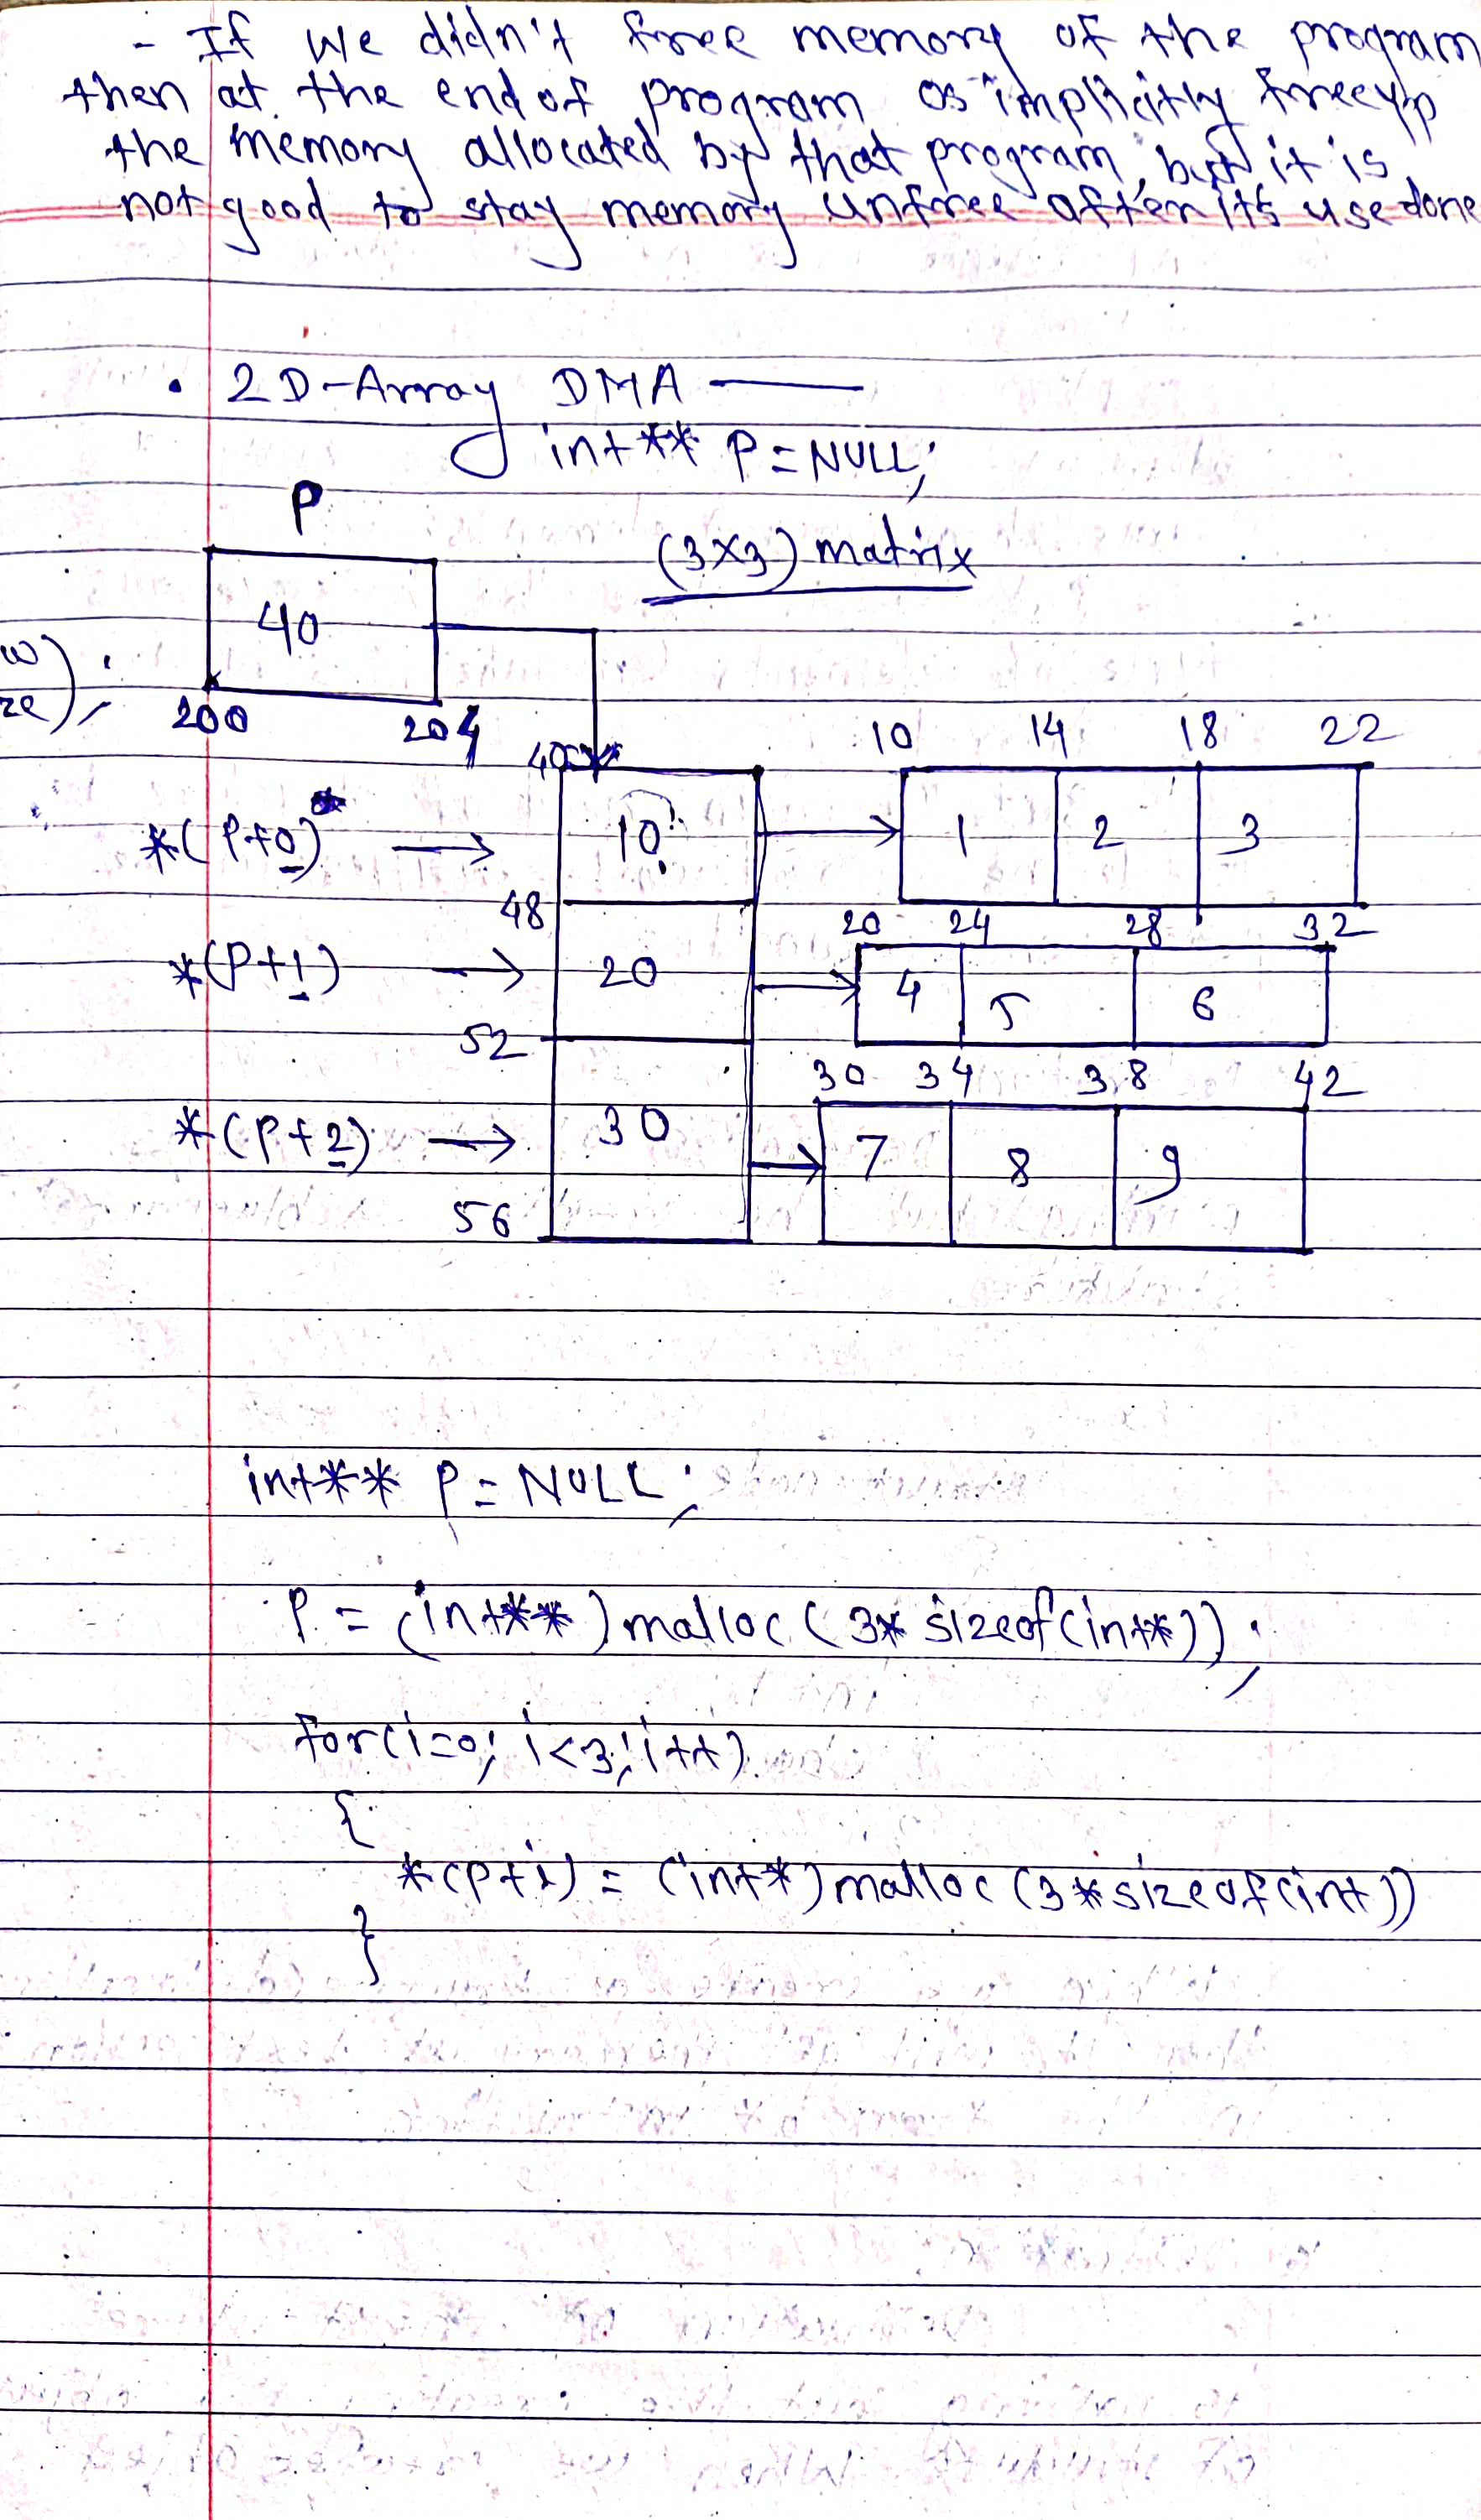 - If we didn't free memory of the program
then at the end of program os implicitly freeup
the memory allocated by that program, but it is
not good to stay memory unfree after its use done
• 2D-Array DMA —
int** P=NULL;
P
(3x3) matrix
40
w) ;
ze);
200 204
40
10 14 18 22
*(P+0) → 10 1 2 3
48
20 24 28 32
*(P+1) → 20 4 5 6
52
30 34 38 42
*(P+2) → 30 7 8 9
56
int** P=NULL;
P = (int**)malloc(3*sizeof(int*));
for(i=0; i<3; i++)
{
*(P+i) = (int*)malloc(3*sizeof(int))
}